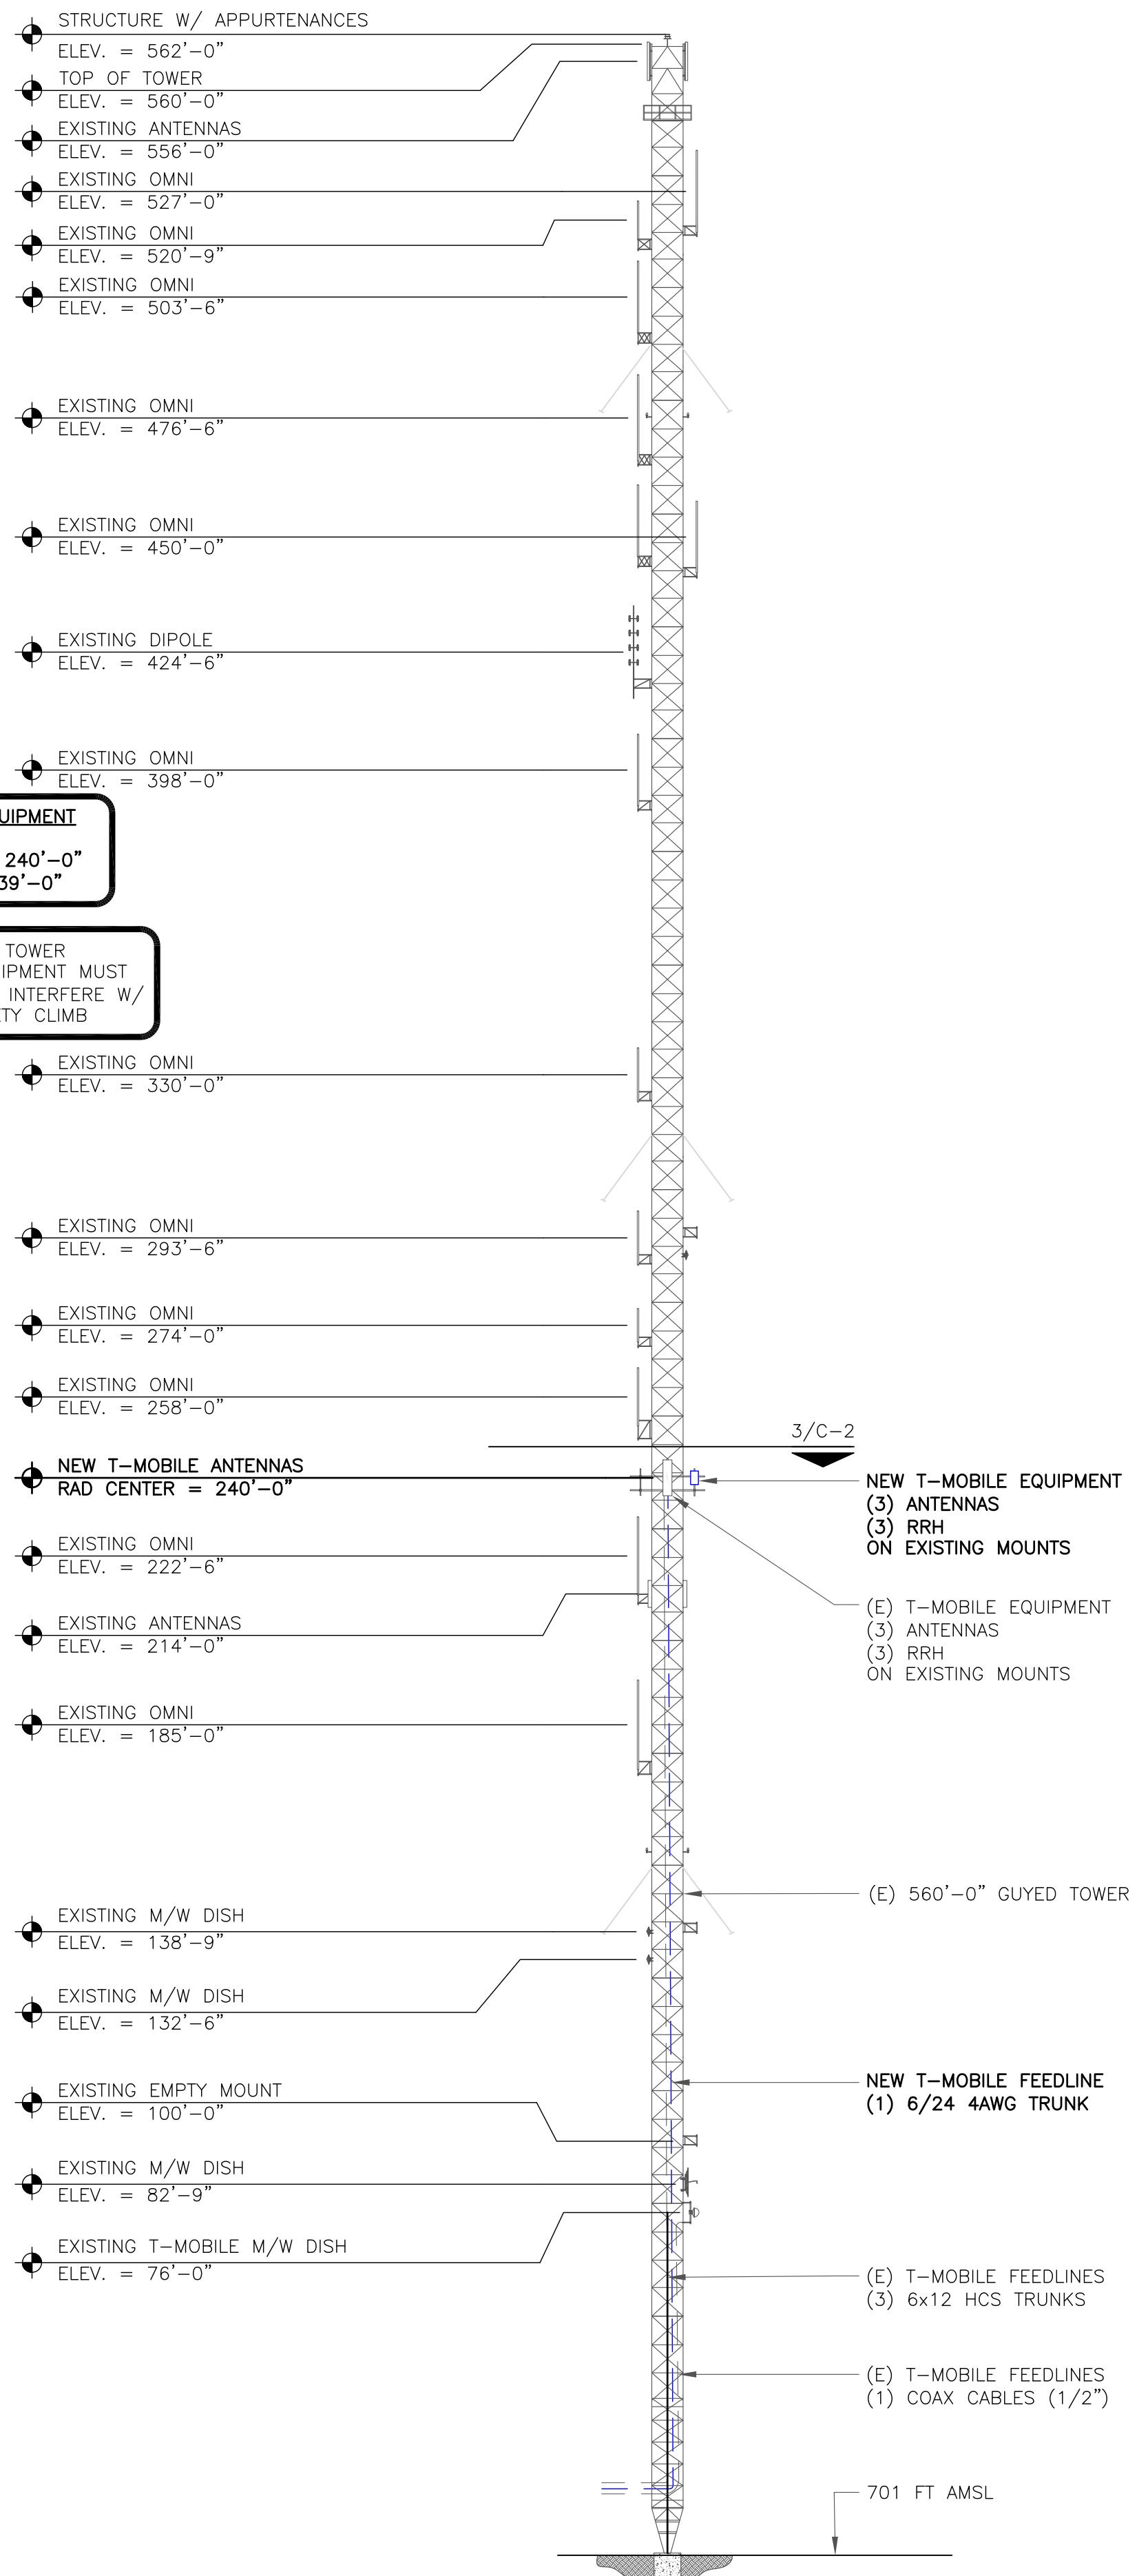 STRUCTURE W/ APPURTENANCES
ELEV. = 562'-0"
TOP OF TOWER
ELEV. = 560'-0"
EXISTING ANTENNAS
ELEV. = 556'-0"
EXISTING OMNI
ELEV. = 527'-0"
EXISTING OMNI
ELEV. = 520'-9"
EXISTING OMNI
ELEV. = 503'-6"
EXISTING OMNI
ELEV. = 476'-6"
EXISTING OMNI
ELEV. = 450'-0"
EXISTING DIPOLE
ELEV. = 424'-6"
EXISTING OMNI
ELEV. = 398'-0"
UIPMENT
240'-0"
39'-0"
TOWER
IPMENT MUST
INTERFERE W/
ETY CLIMB
EXISTING OMNI
ELEV. = 330'-0"
EXISTING OMNI
ELEV. = 293'-6"
EXISTING OMNI
ELEV. = 274'-0"
EXISTING OMNI
ELEV. = 258'-0"
3/C-2
NEW T-MOBILE ANTENNAS
RAD CENTER = 240'-0"
NEW T-MOBILE EQUIPMENT
(3) ANTENNAS
(3) RRH
ON EXISTING MOUNTS
EXISTING OMNI
ELEV. = 222'-6"
(E) T-MOBILE EQUIPMENT
(3) ANTENNAS
(3) RRH
ON EXISTING MOUNTS
EXISTING ANTENNAS
ELEV. = 214'-0"
EXISTING OMNI
ELEV. = 185'-0"
(E) 560'-0" GUYED TOWER
EXISTING M/W DISH
ELEV. = 138'-9"
EXISTING M/W DISH
ELEV. = 132'-6"
NEW T-MOBILE FEEDLINE
(1) 6/24 4AWG TRUNK
EXISTING EMPTY MOUNT
ELEV. = 100'-0"
EXISTING M/W DISH
ELEV. = 82'-9"
EXISTING T-MOBILE M/W DISH
ELEV. = 76'-0"
(E) T-MOBILE FEEDLINES
(3) 6x12 HCS TRUNKS
(E) T-MOBILE FEEDLINES
(1) COAX CABLES (1/2")
701 FT AMSL